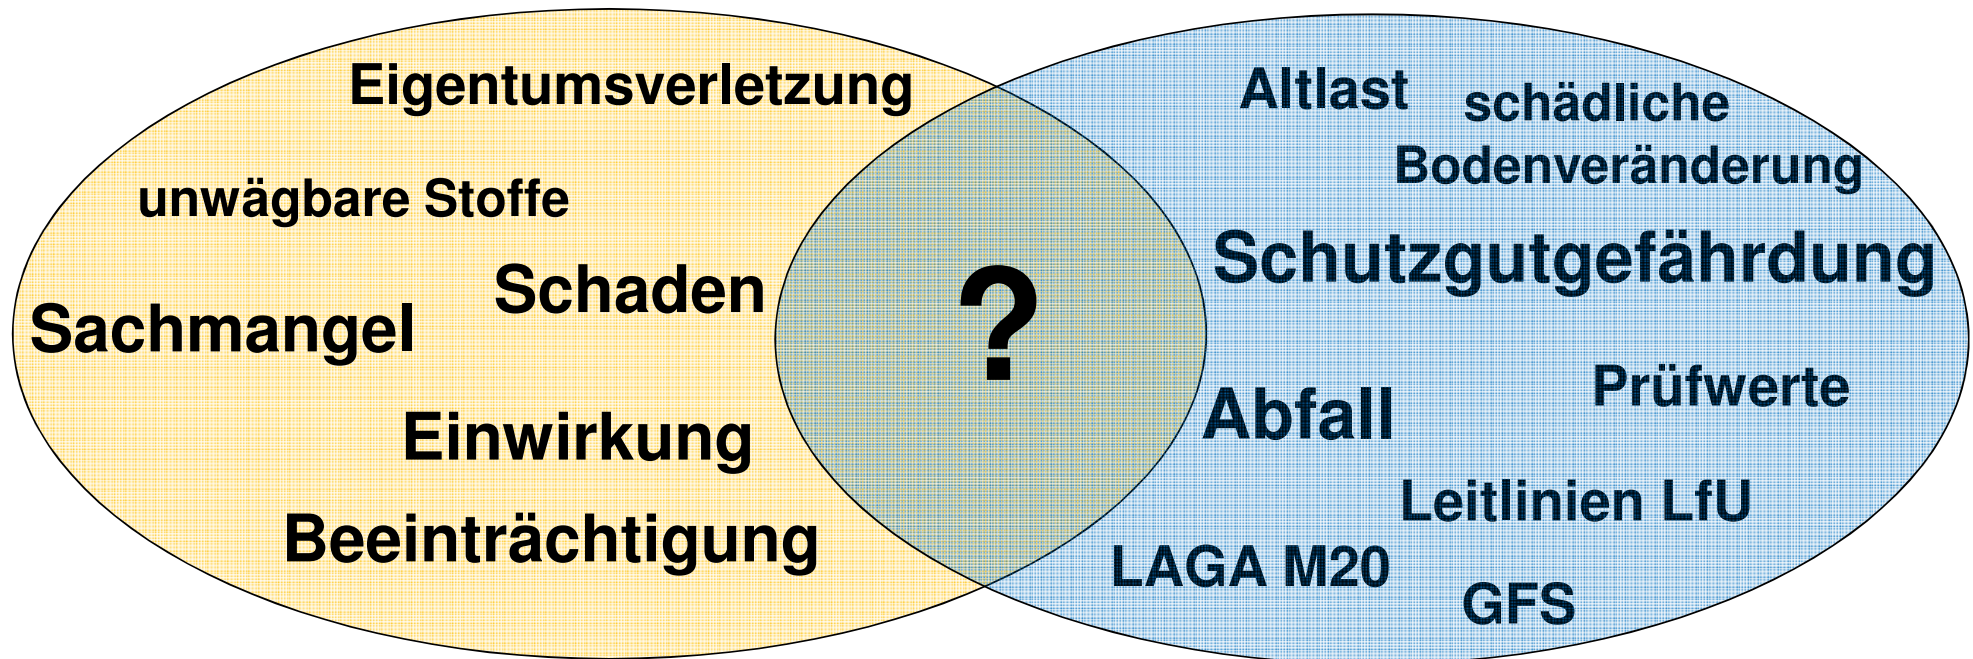 Eigentumsverletzung
unwägbare Stoffe
Schaden
Sachmangel
Einwirkung
Beeinträchtigung
?
Altlast
schädliche
Bodenveränderung
Schutzgutgefährdung
Prüfwerte
Abfall
Leitlinien LfU
LAGA M20
GFS